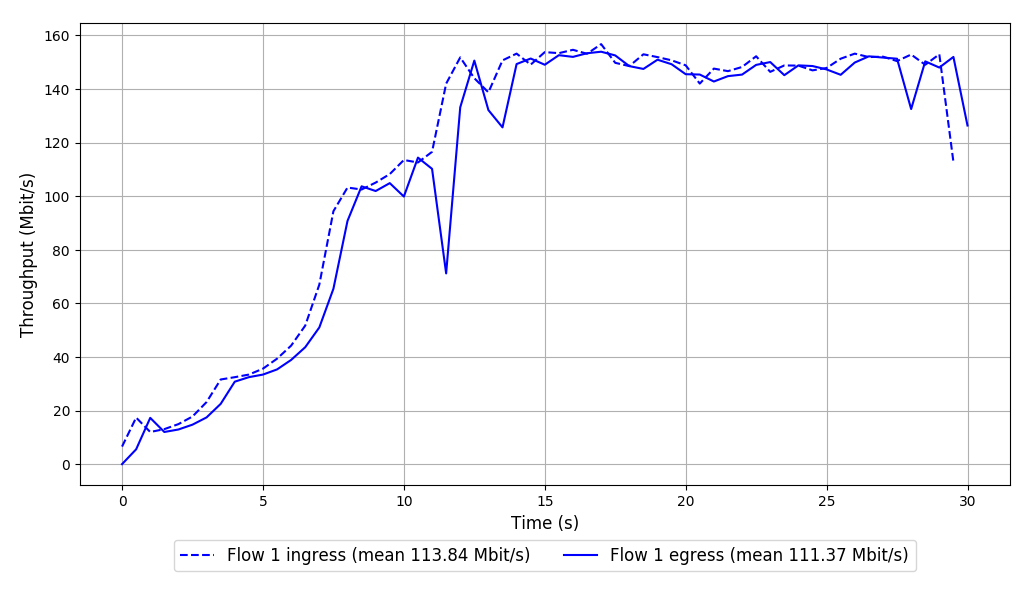 160
140
120
100
80
60
40
20
0
Throughput (Mbit/s)
0 5 10 15 20 25 30
Time (s)
Flow 1 ingress (mean 113.84 Mbit/s) Flow 1 egress (mean 111.37 Mbit/s)